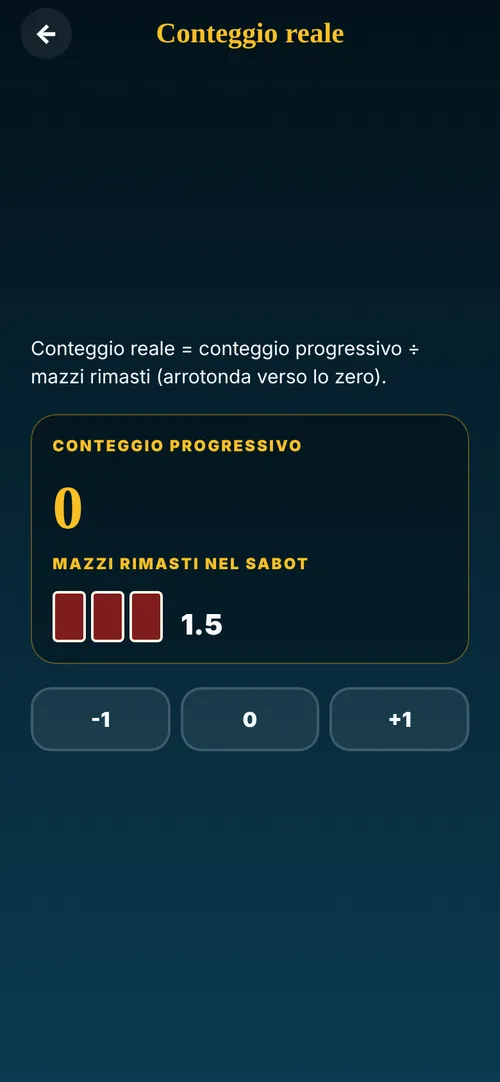 Conteggio reale
Conteggio reale = conteggio progressivo ÷
mazzi rimasti (arrotonda verso lo zero).
CONTEGGIO PROGRESSIVO
0
MAZZI RIMASTI NEL SABOT
1.5
-1 0 +1